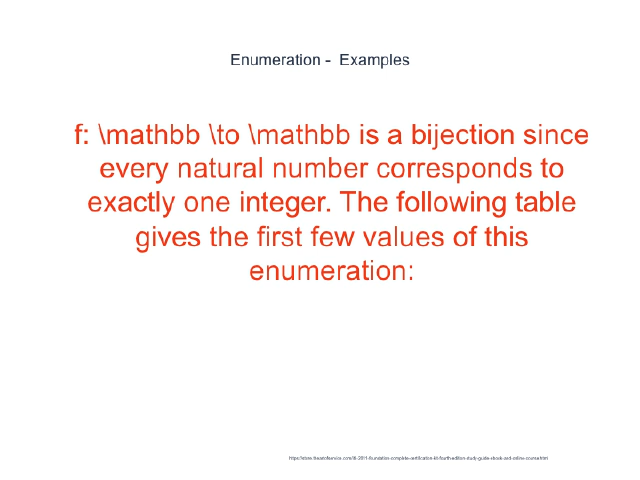 Enumeration - Examples
f: \mathbb \to \mathbb is a bijection since
every natural number corresponds to
exactly one integer. The following table
gives the first few values of this
enumeration: